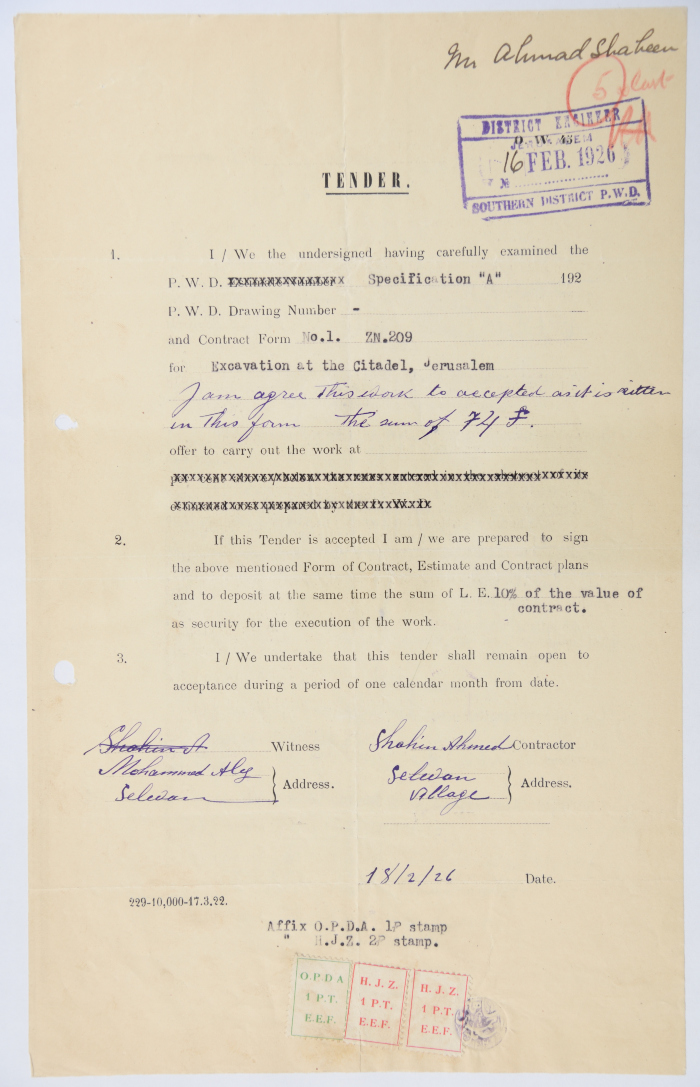 Mr Ahmad Shaheen
5
DISTRICT ENGINEER
JERUSALEM
16 FEB. 1926
No
SOUTHERN DISTRICT P.W.D.
TENDER.
1. I / We the undersigned having carefully examined the
P. W. D. Specification "A" 192
P. W. D. Drawing Number -
and Contract Form No.1. ZN.209
for Excavation at the Citadel, Jerusalem
I am agree this work to accepted as it is ritten
in this form the sum of 74
offer to carry out the work at
2. If this Tender is accepted I am / we are prepared to sign
the above mentioned Form of Contract, Estimate and Contract plans
and to deposit at the same time the sum of L. E. 10% of the value of
contract.
as security for the execution of the work.
3. I / We undertake that this tender shall remain open to
acceptance during a period of one calendar month from date.
Shahin A Witness
Mohammed Aly
Selwan
Address.
Shahin Ahmed Contractor
Selwan
Village
Address.
18/2/26 Date.
229-10,000-17.3.22.
Affix O.P.D.A. 1P stamp
" H.J.Z. 2P stamp.
O.P.D A
1 P.T.
E.E.F.
H. J. Z.
1 P.T.
E.E.F.
H. J. Z.
1 P.T.
E.E.F.